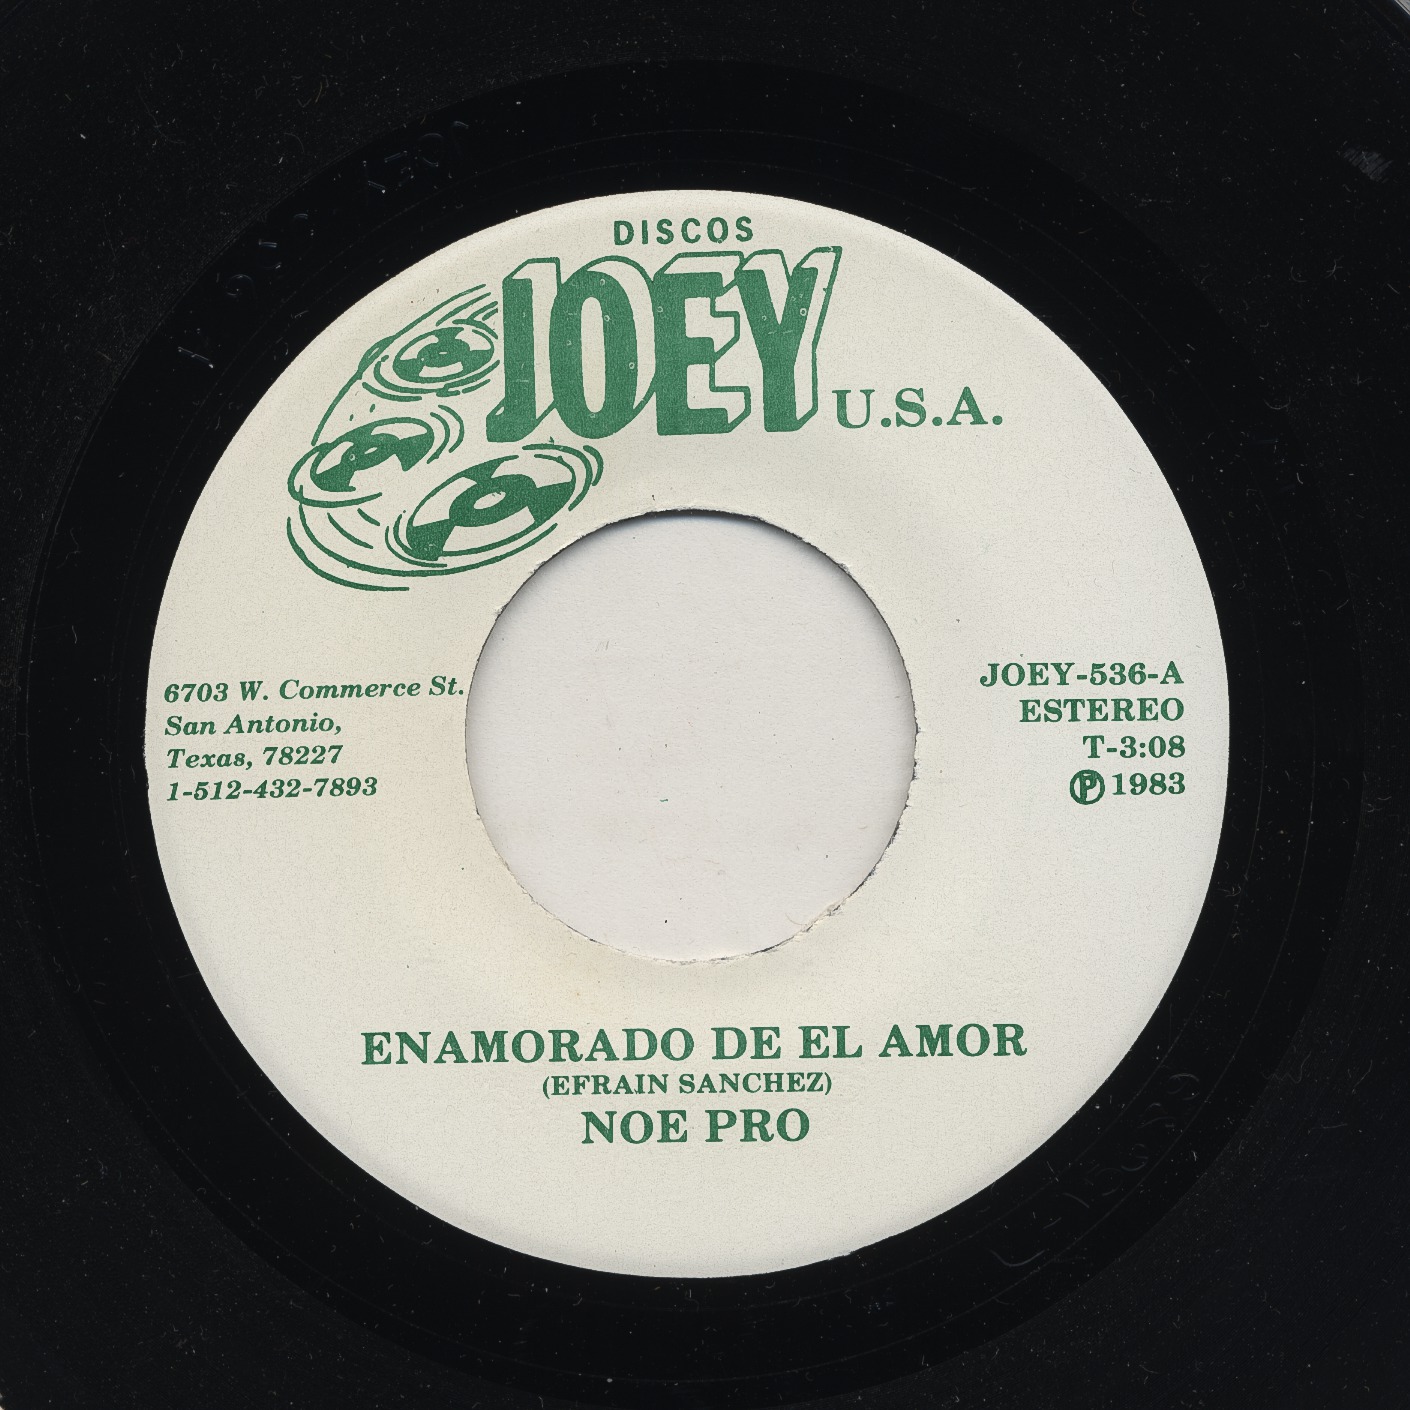 DISCOS
JOEY U.S.A.
6703 W. Commerce St.
San Antonio,
Texas, 78227
1-512-432-7893
JOEY-536-A
ESTEREO
T-3:08
Ⓟ 1983
ENAMORADO DE EL AMOR
(EFRAIN SANCHEZ)
NOE PRO